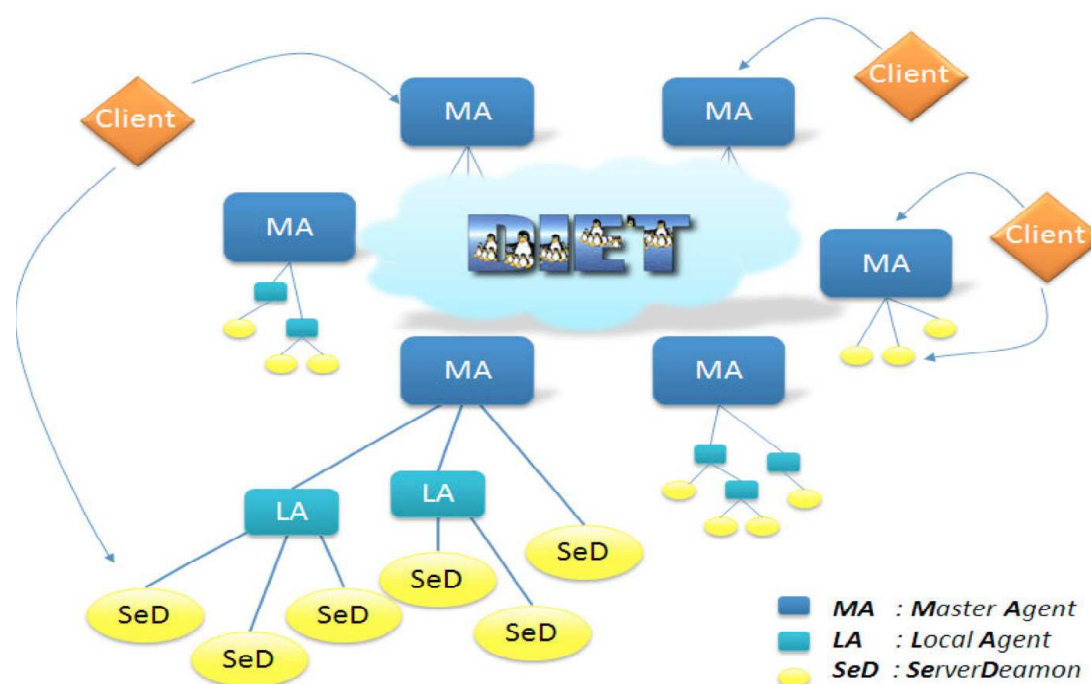 Client
MA
MA
Client
MA
DIET
MA
Client
MA
MA
LA
LA
SeD
SeD
SeD
SeD
SeD
SeD
MA : Master Agent
LA : Local Agent
SeD : ServerDeamon